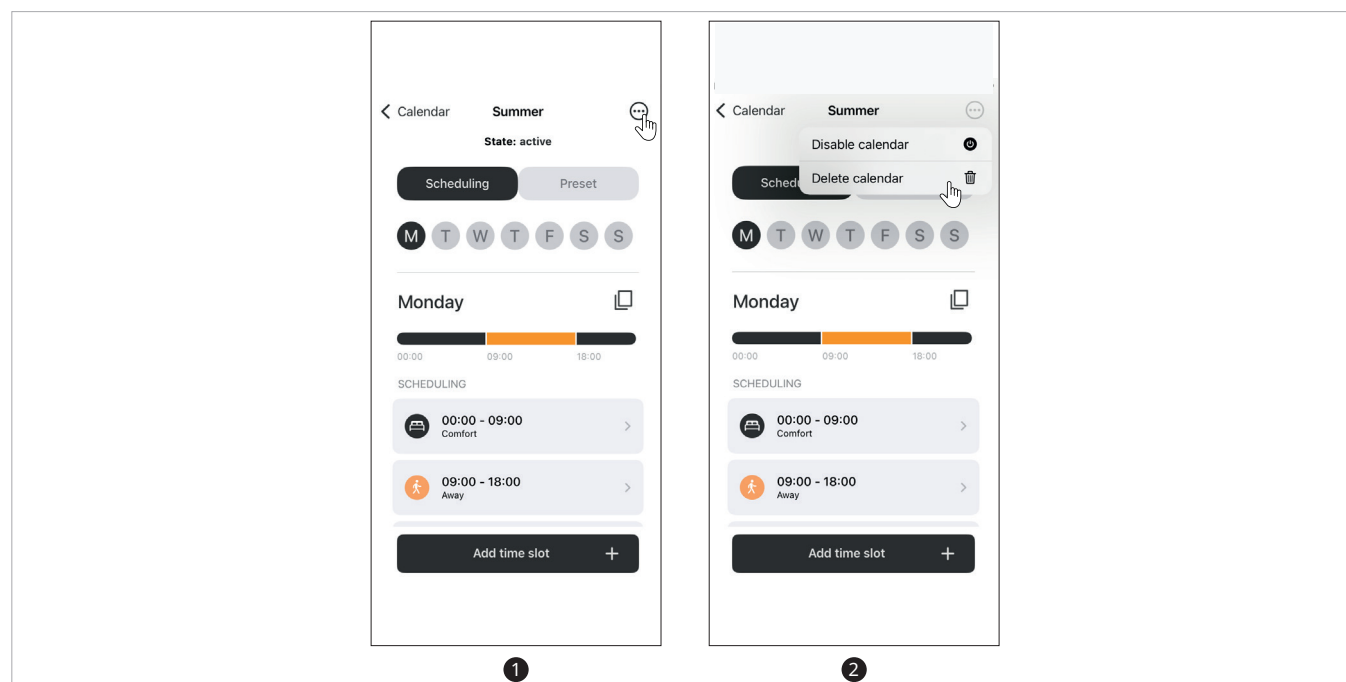 Calendar Summer
State: active
Scheduling Preset
M T W T F S S
Monday
00:00 09:00 18:00
SCHEDULING
00:00 - 09:00
Comfort
09:00 - 18:00
Away
Add time slot +
1
Calendar Summer
Disable calendar
Delete calendar
Sched
M T W T F S S
Monday
00:00 09:00 18:00
SCHEDULING
00:00 - 09:00
Comfort
09:00 - 18:00
Away
Add time slot +
2